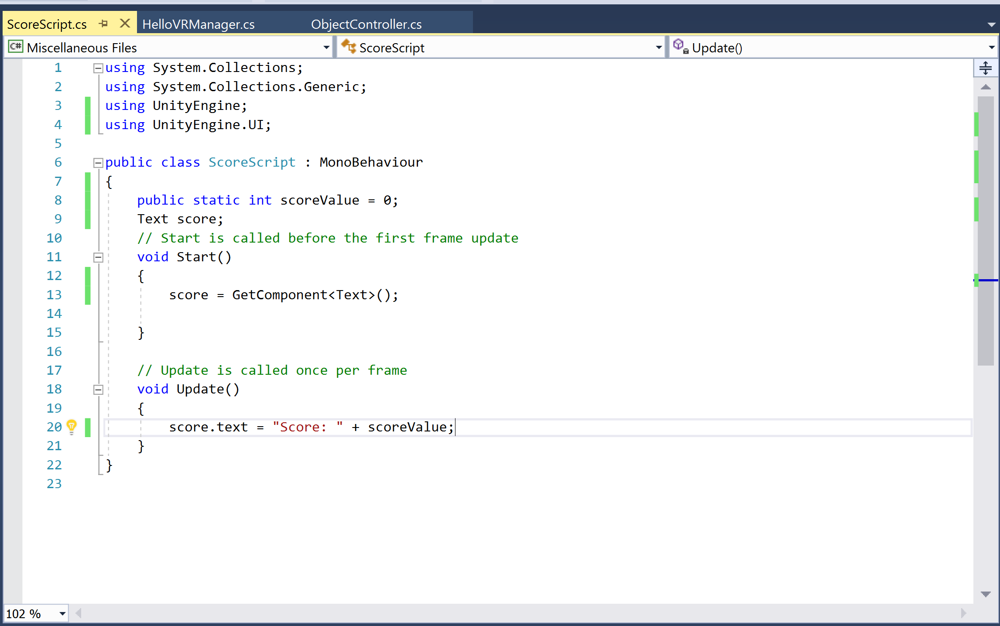 ScoreScript.cs HelloVRManager.cs ObjectController.cs
C# Miscellaneous Files ScoreScript Update()
1 using System.Collections;
2 using System.Collections.Generic;
3 using UnityEngine;
4 using UnityEngine.UI;
5
6 public class ScoreScript : MonoBehaviour
7 {
8 public static int scoreValue = 0;
9 Text score;
10 // Start is called before the first frame update
11 void Start()
12 {
13 score = GetComponent<Text>();
14
15 }
16
17 // Update is called once per frame
18 void Update()
19 {
20 score.text = "Score: " + scoreValue;
21 }
22 }
23
102 %